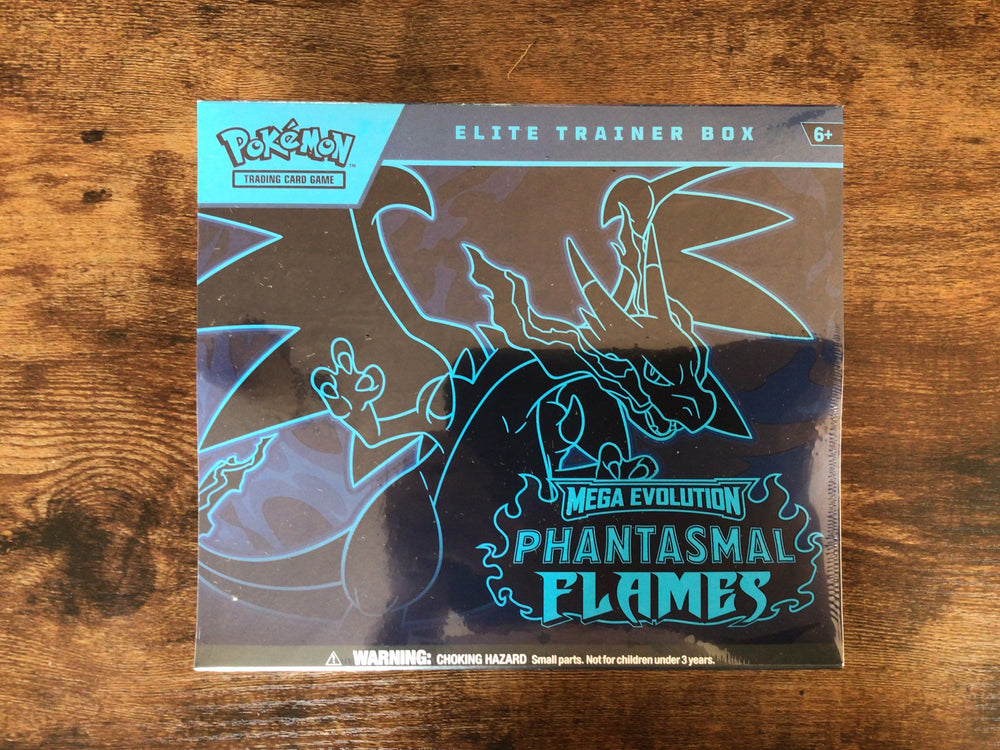 POKéMON
TRADING CARD GAME
ELITE TRAINER BOX
6+
MEGA EVOLUTION
PHANTASMAL
FLAMES
WARNING: CHOKING HAZARD Small parts. Not for children under 3 years.